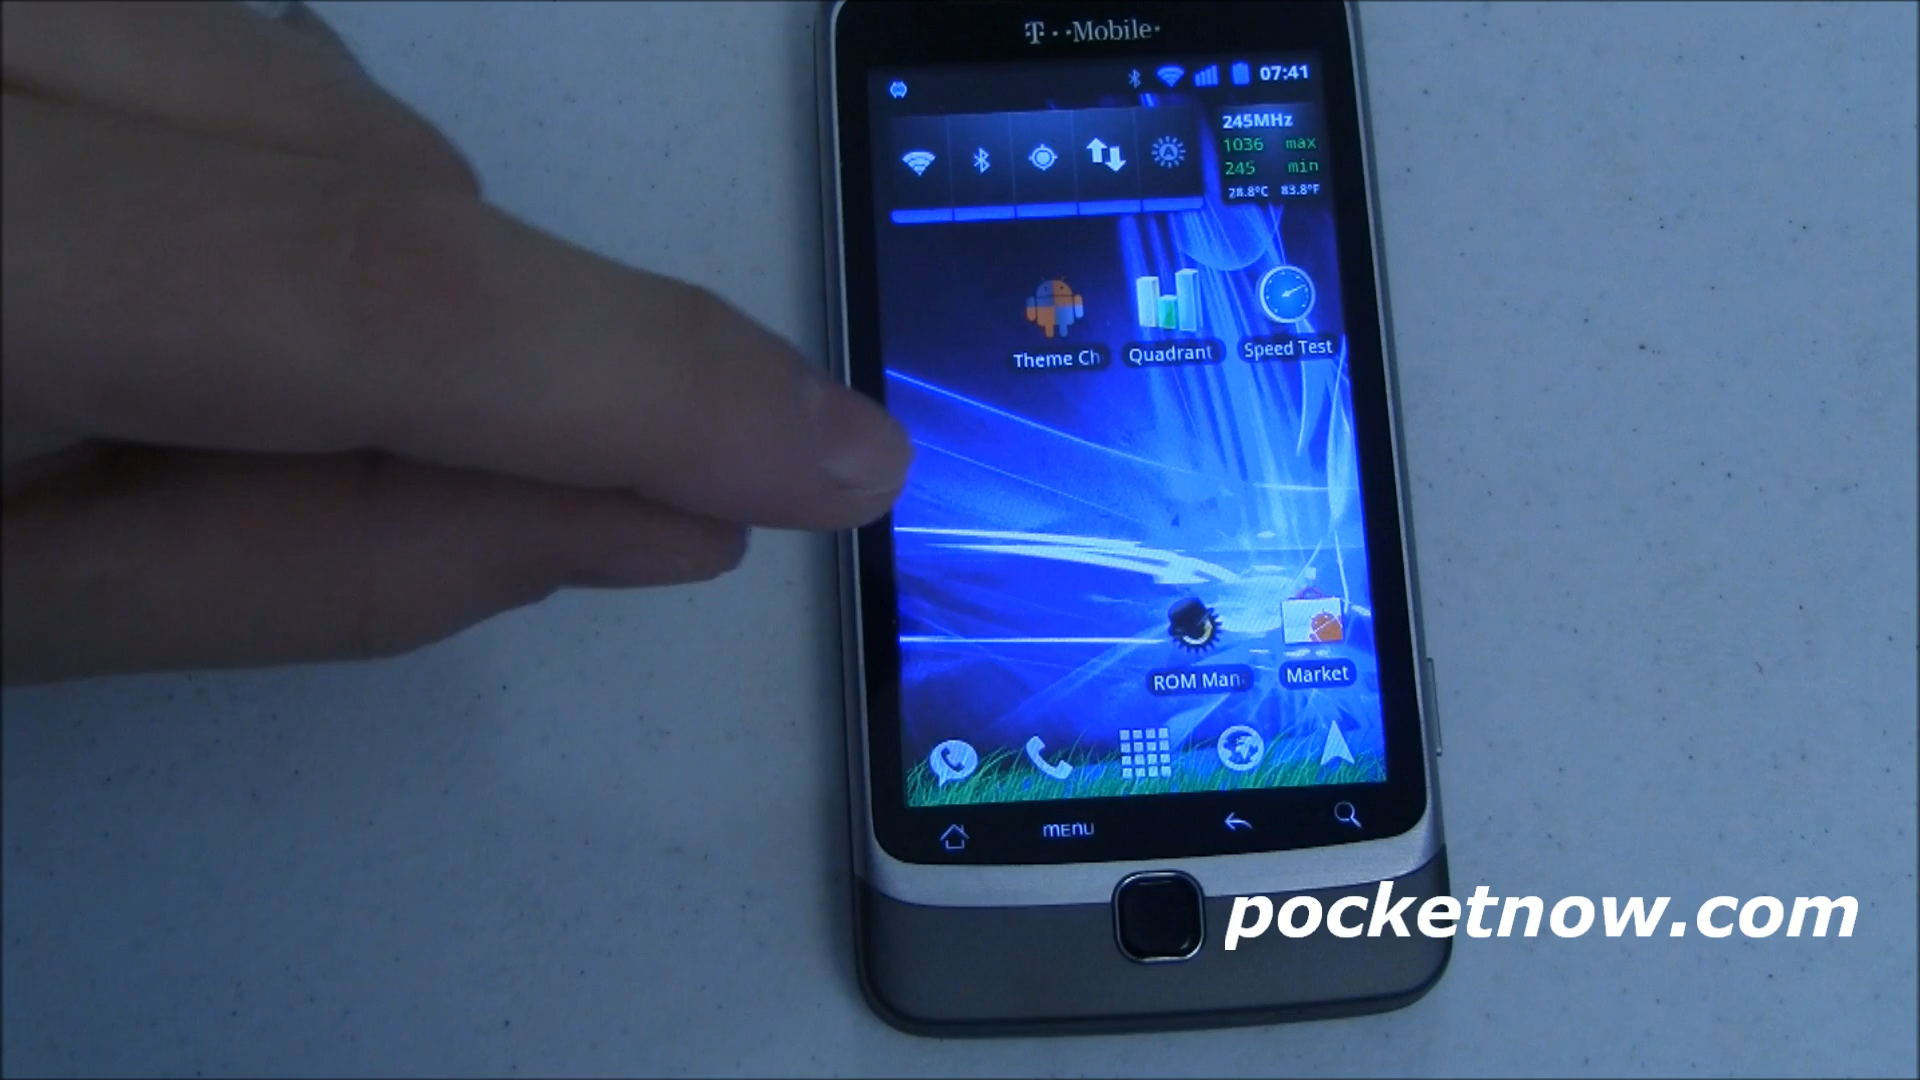 T··Mobile·
07:41
245MHz
1036 max
245 min
28.8°C 83.8°F
Theme Ch
Quadrant
Speed Test
ROM Man
Market
menu
pocketnow.com